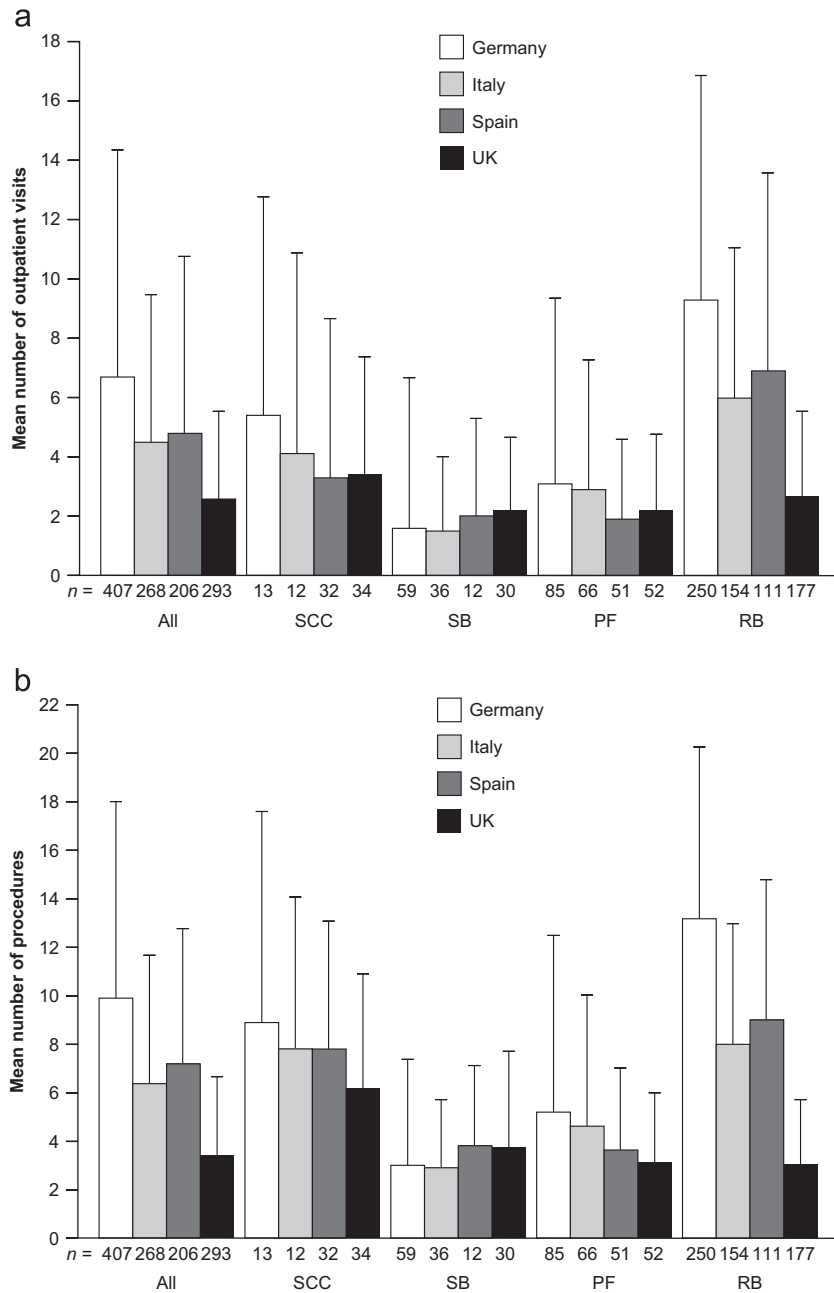 a
18
16
14
12
10
8
6
4
2
0
Mean number of outpatient visits
Germany
Italy
Spain
UK
n = 407 268 206 293 13 12 32 34 59 36 12 30 85 66 51 52 250 154 111 177
All SCC SB PF RB
b
22
20
18
16
14
12
10
8
6
4
2
0
Mean number of procedures
Germany
Italy
Spain
UK
n = 407 268 206 293 13 12 32 34 59 36 12 30 85 66 51 52 250 154 111 177
All SCC SB PF RB